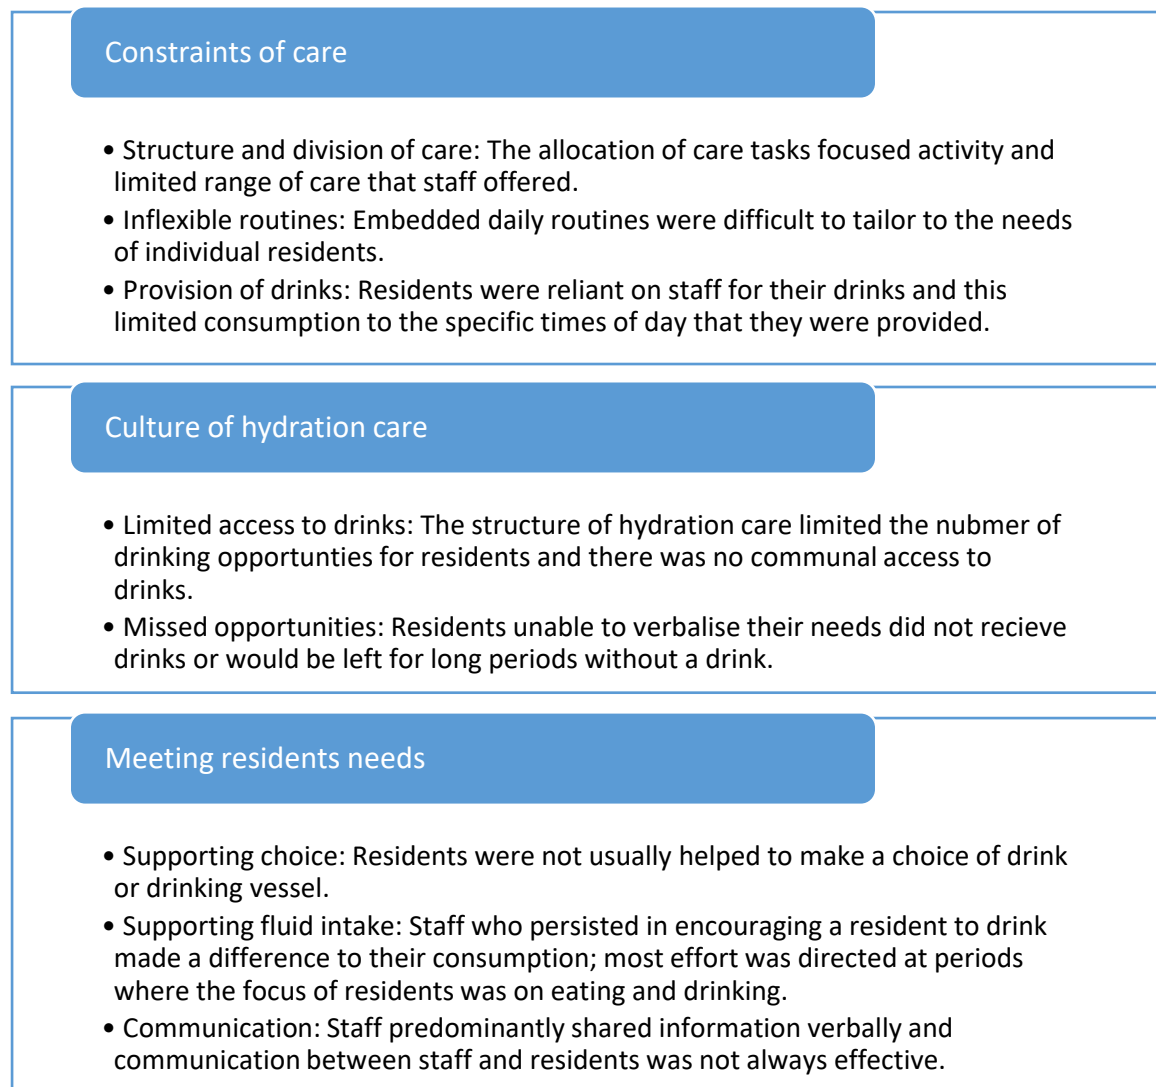 Constraints of care
• Structure and division of care: The allocation of care tasks focused activity and
limited range of care that staff offered.
• Inflexible routines: Embedded daily routines were difficult to tailor to the needs
of individual residents.
• Provision of drinks: Residents were reliant on staff for their drinks and this
limited consumption to the specific times of day that they were provided.
Culture of hydration care
• Limited access to drinks: The structure of hydration care limited the nubmer of
drinking opportunties for residents and there was no communal access to
drinks.
• Missed opportunities: Residents unable to verbalise their needs did not recieve
drinks or would be left for long periods without a drink.
Meeting residents needs
• Supporting choice: Residents were not usually helped to make a choice of drink
or drinking vessel.
• Supporting fluid intake: Staff who persisted in encouraging a resident to drink
made a difference to their consumption; most effort was directed at periods
where the focus of residents was on eating and drinking.
• Communication: Staff predominantly shared information verbally and
communication between staff and residents was not always effective.